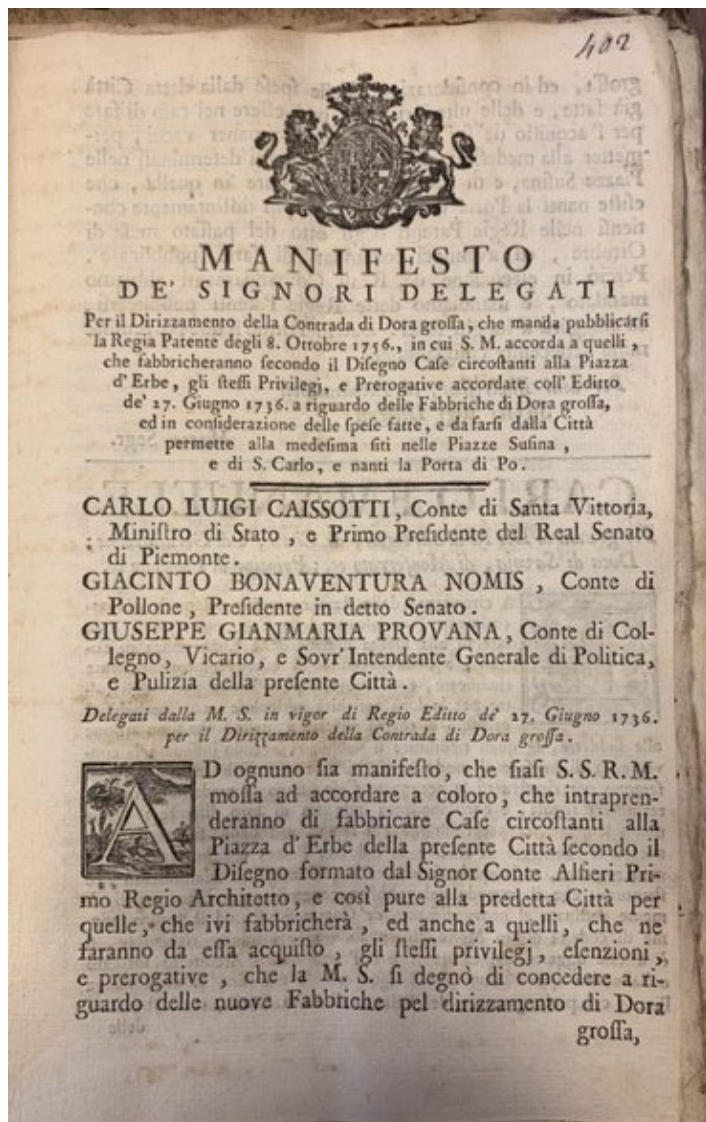 402
MANIFESTO
DE' SIGNORI DELEGATI
Per il Dirizzamento della Contrada di Dora groſſa, che manda pubblicarſi
la Regia Patente degli 8. Ottobre 1756., in cui S. M. accorda a quelli,
che fabbricheranno ſecondo il Diſegno Caſe circoſtanti alla Piazza
d'Erbe, gli ſteſſi Privilegj, e Prerogative accordate coll' Editto
de' 27. Giugno 1736. a riguardo delle Fabbriche di Dora groſſa,
ed in conſiderazione delle ſpeſe fatte, e da farſi dalla Città
permette alla medeſima ſiti nelle Piazze Suſina,
e di S. Carlo, e nanti la Porta di Po.
CARLO LUIGI CAISSOTTI, Conte di Santa Vittoria,
Miniſtro di Stato, e Primo Preſidente del Real Senato
di Piemonte.
GIACINTO BONAVENTURA NOMIS, Conte di
Pollone, Preſidente in detto Senato.
GIUSEPPE GIANMARIA PROVANA, Conte di Col-
legno, Vicario, e Sovr'Intendente Generale di Politica,
e Pulizia della preſente Città.
Delegati dalla M. S. in vigor di Regio Editto de' 27. Giugno 1736.
per il Dirizzamento della Contrada di Dora groſſa.
AD ognuno ſia manifeſto, che ſiaſi S. S. R. M.
moſſa ad accordare a coloro, che intrapren-
deranno di fabbricare Caſe circoſtanti alla
Piazza d'Erbe della preſente Città ſecondo il
Diſegno formato dal Signor Conte Alfieri Pri-
mo Regio Architetto, e così pure alla predetta Città per
quelle, che ivi fabbricherà, ed anche a quelli, che ne
faranno da eſſa acquiſto, gli ſteſſi privilegj, eſenzioni,
e prerogative, che la M. S. ſi degnò di concedere a ri-
guardo delle nuove Fabbriche pel dirizzamento di Dora
groſſa,